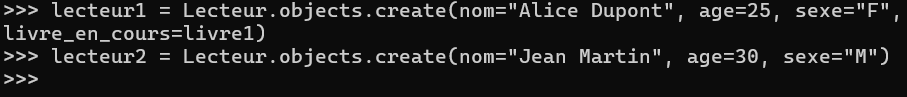 >>> lecteur1 = Lecteur.objects.create(nom="Alice Dupont", age=25, sexe="F",
livre_en_cours=livre1)
>>> lecteur2 = Lecteur.objects.create(nom="Jean Martin", age=30, sexe="M")
>>>